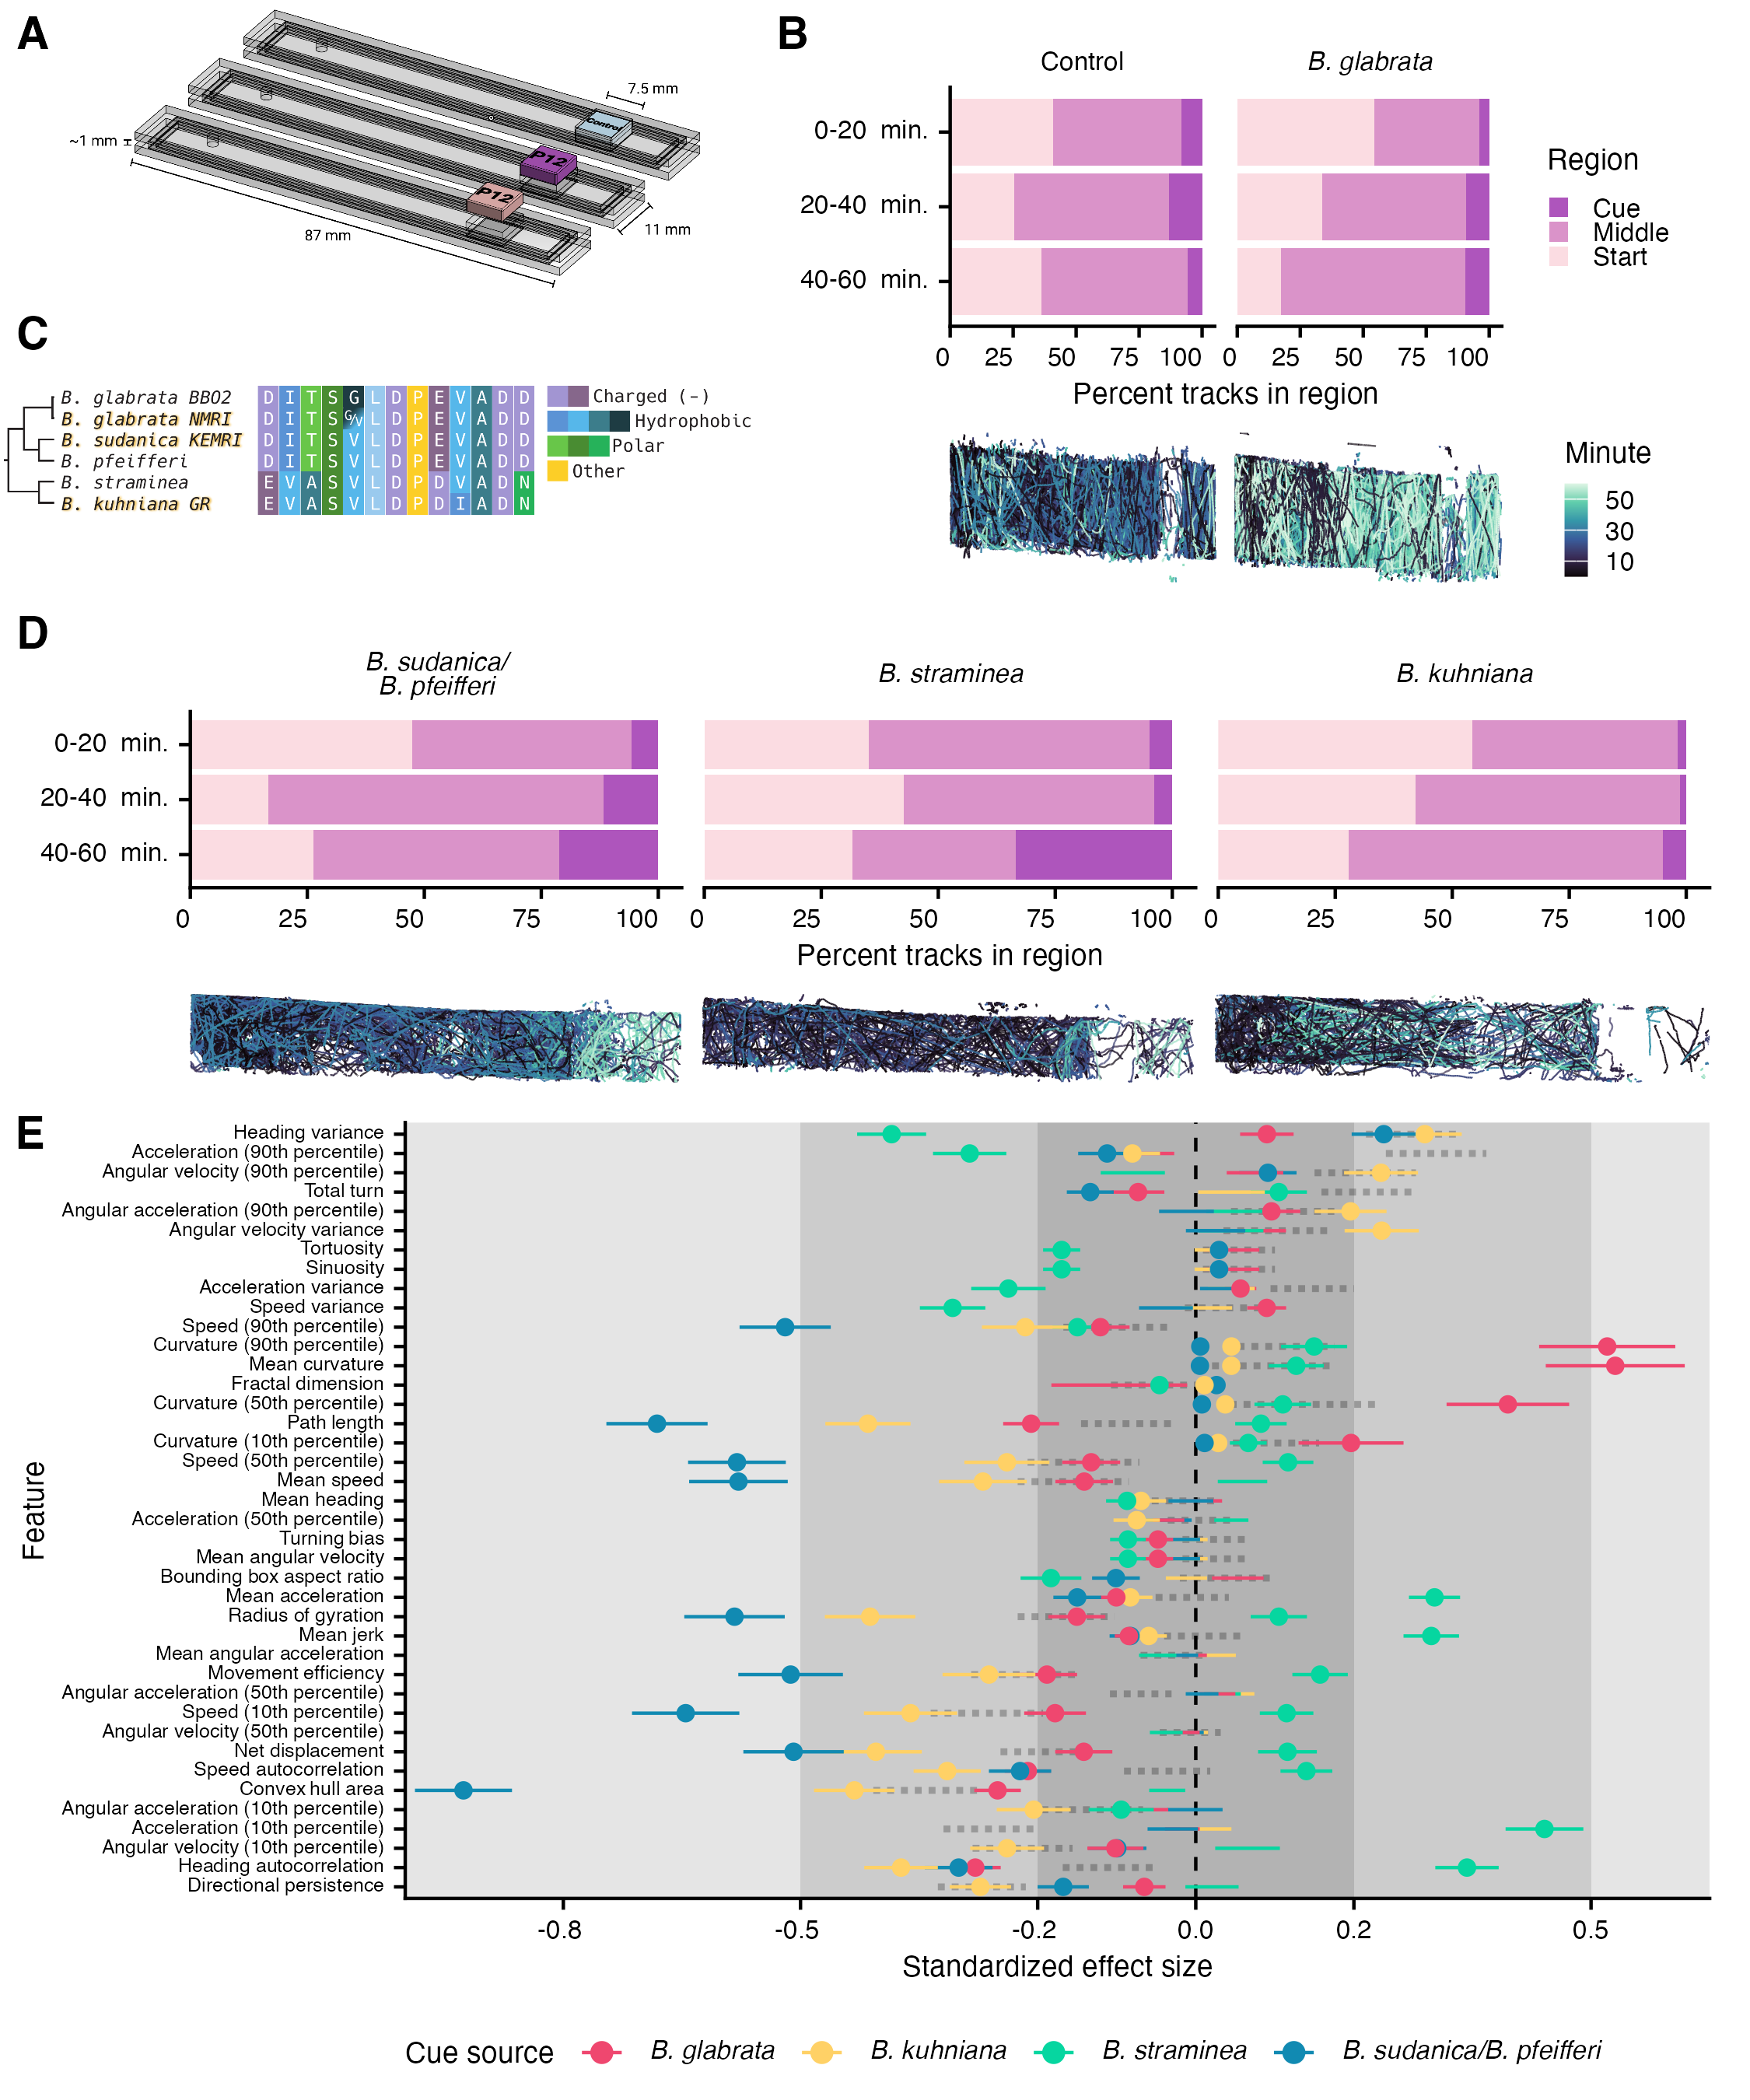 A
7.5 mm
Control
P12
P12
~1 mm
87 mm
11 mm
B
Control
B. glabrata
0-20 min.
20-40 min.
40-60 min.
0 25 50 75 100
0 25 50 75 100
Percent tracks in region
Region
Cue
Middle
Start
Minute
50
30
10
C
B. glabrata BBO2 D I T S G L D P E V A D D
B. glabrata NMRI D I T S G/V L D P E V A D D
B. sudanica KEMRI D I T S V L D P E V A D D
B. pfeifferi D I T S V L D P E V A D D
B. straminea E V A S V L D P D V A D N
B. kuhniana GR E V A S V L D P D I A D N
Charged (-)
Hydrophobic
Polar
Other
D
B. sudanica/
B. pfeifferi
B. straminea
B. kuhniana
0-20 min.
20-40 min.
40-60 min.
0 25 50 75 100
0 25 50 75 100
0 25 50 75 100
Percent tracks in region
E
Feature
Heading variance
Acceleration (90th percentile)
Angular velocity (90th percentile)
Total turn
Angular acceleration (90th percentile)
Angular velocity variance
Tortuosity
Sinuosity
Acceleration variance
Speed variance
Speed (90th percentile)
Curvature (90th percentile)
Mean curvature
Fractal dimension
Curvature (50th percentile)
Path length
Curvature (10th percentile)
Speed (50th percentile)
Mean speed
Mean heading
Acceleration (50th percentile)
Turning bias
Mean angular velocity
Bounding box aspect ratio
Mean acceleration
Radius of gyration
Mean jerk
Mean angular acceleration
Movement efficiency
Angular acceleration (50th percentile)
Speed (10th percentile)
Angular velocity (50th percentile)
Net displacement
Speed autocorrelation
Convex hull area
Angular acceleration (10th percentile)
Acceleration (10th percentile)
Angular velocity (10th percentile)
Heading autocorrelation
Directional persistence
-0.8 -0.5 -0.2 0.0 0.2 0.5
Standardized effect size
Cue source B. glabrata B. kuhniana B. straminea B. sudanica/B. pfeifferi